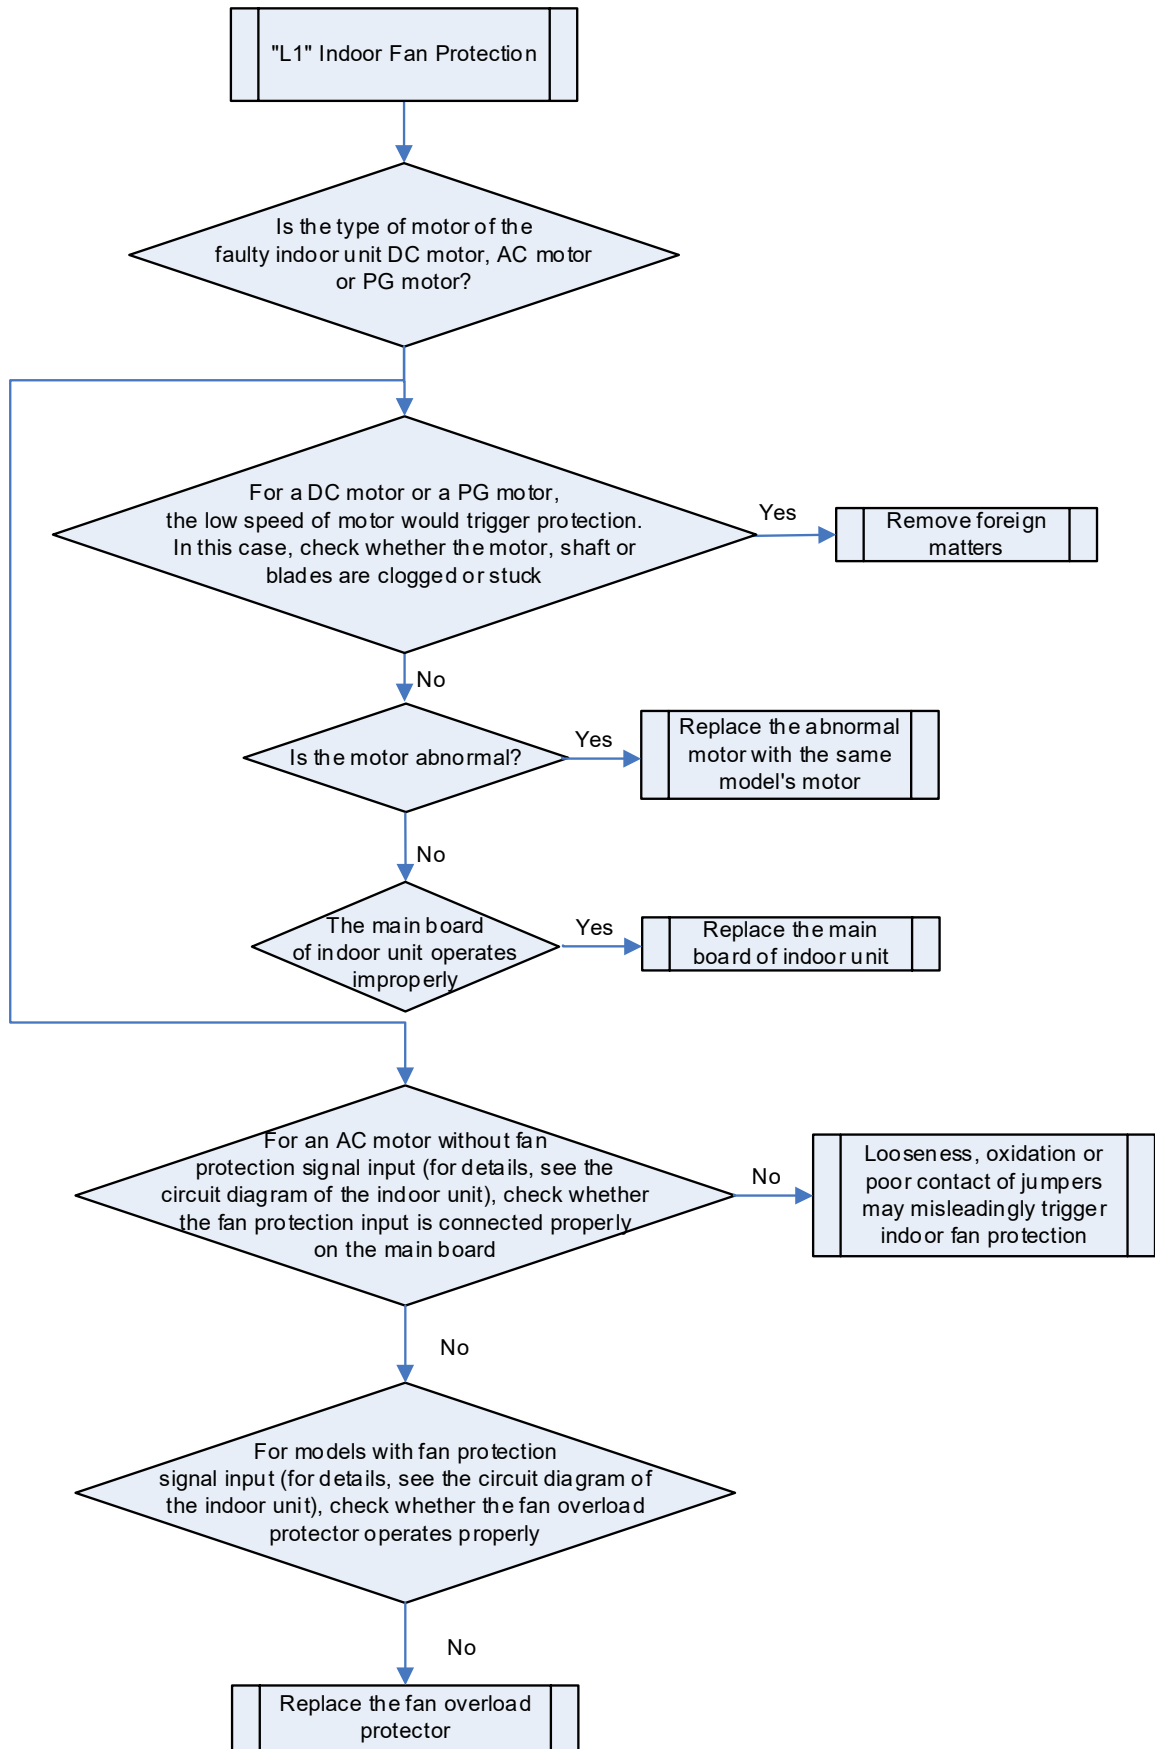 "L1" Indoor Fan Protection
Is the type of motor of the
faulty indoor unit DC motor, AC motor
or PG motor?
For a DC motor or a PG motor,
the low speed of motor would trigger protection.
In this case, check whether the motor, shaft or
blades are clogged or stuck
Yes
Remove foreign
matters
No
Is the motor abnormal?
Yes
Replace the abnormal
motor with the same
model's motor
No
The main board
of indoor unit operates
improperly
Yes
Replace the main
board of indoor unit
For an AC motor without fan
protection signal input (for details, see the
circuit diagram of the indoor unit), check whether
the fan protection input is connected properly
on the main board
No
Looseness, oxidation or
poor contact of jumpers
may misleadingly trigger
indoor fan protection
No
For models with fan protection
signal input (for details, see the circuit diagram of
the indoor unit), check whether the fan overload
protector operates properly
No
Replace the fan overload
protector